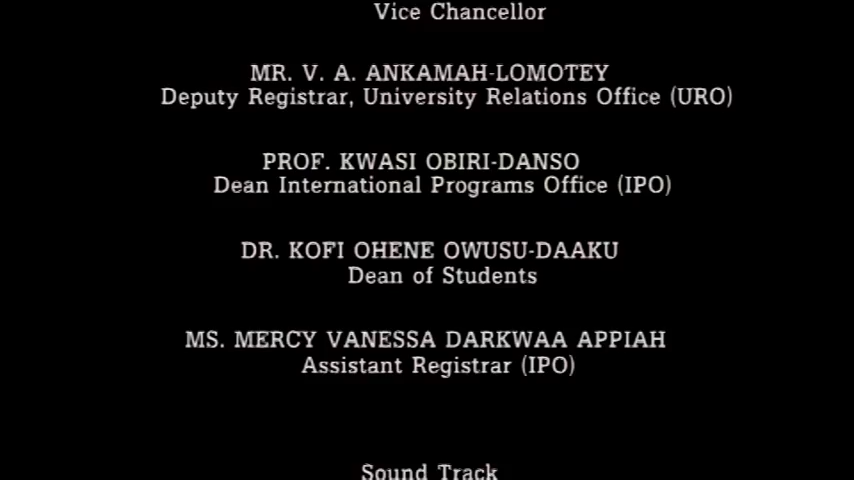 Vice Chancellor
MR. V. A. ANKAMAH-LOMOTEY
Deputy Registrar, University Relations Office (URO)
PROF. KWASI OBIRI-DANSO
Dean International Programs Office (IPO)
DR. KOFI OHENE OWUSU-DAAKU
Dean of Students
MS. MERCY VANESSA DARKWAA APPIAH
Assistant Registrar (IPO)
Sound Track